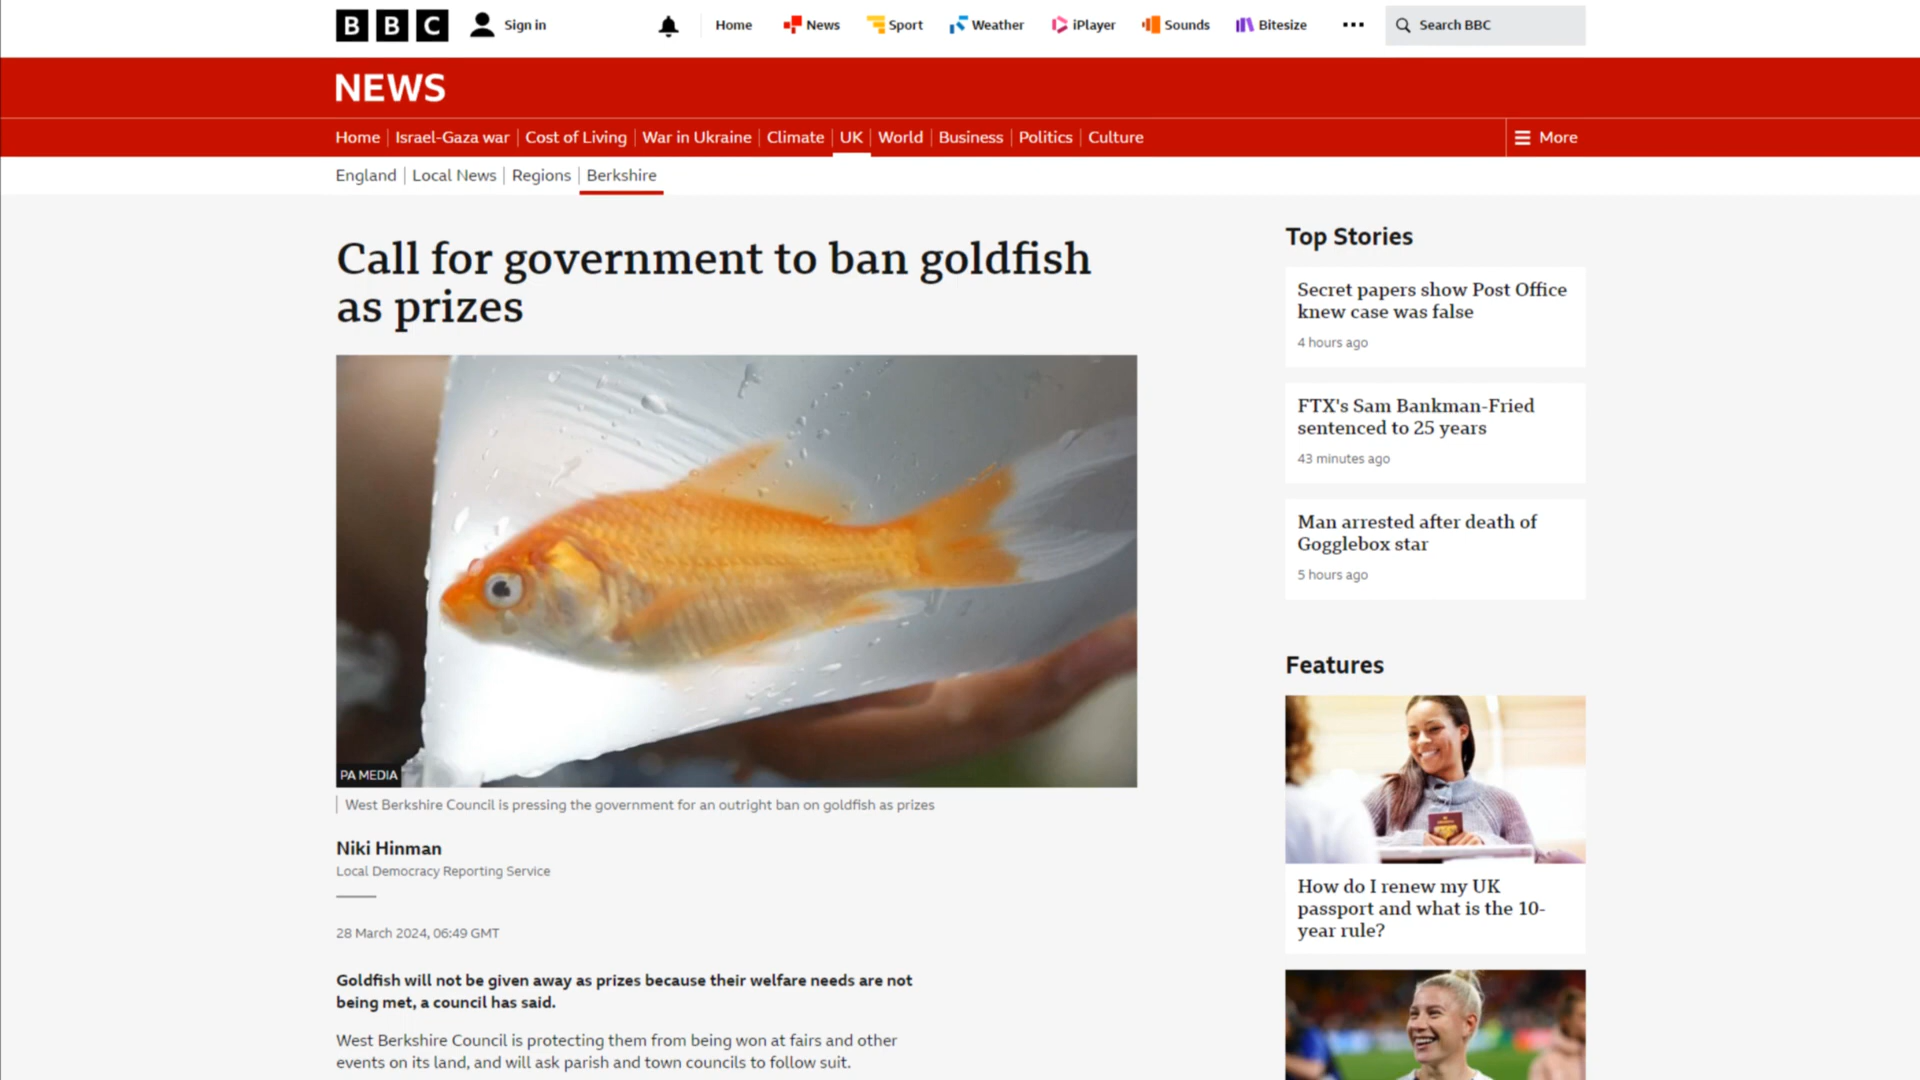 BBC
Sign in
Home
News
Sport
Weather
iPlayer
Sounds
Bitesize
Search BBC
NEWS
Home
Israel-Gaza war
Cost of Living
War in Ukraine
Climate
UK
World
Business
Politics
Culture
More
England
Local News
Regions
Berkshire
Call for government to ban goldfish
as prizes
PA MEDIA
West Berkshire Council is pressing the government for an outright ban on goldfish as prizes
Niki Hinman
Local Democracy Reporting Service
28 March 2024, 06:49 GMT
Goldfish will not be given away as prizes because their welfare needs are not
being met, a council has said.
West Berkshire Council is protecting them from being won at fairs and other
events on its land, and will ask parish and town councils to follow suit.
Top Stories
Secret papers show Post Office
knew case was false
4 hours ago
FTX's Sam Bankman-Fried
sentenced to 25 years
43 minutes ago
Man arrested after death of
Gogglebox star
5 hours ago
Features
How do I renew my UK
passport and what is the 10-
year rule?